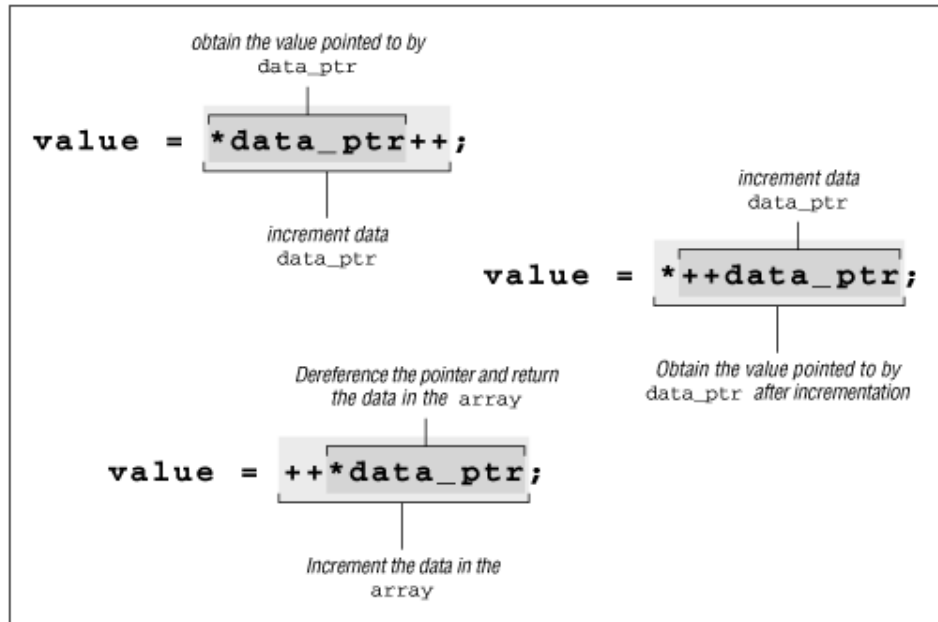 obtain the value pointed to by
data_ptr
value = *data_ptr++;
increment data
data_ptr
increment data
data_ptr
value = *++data_ptr;
Obtain the value pointed to by
data_ptr after incrementation
Dereference the pointer and return
the data in the array
value = ++*data_ptr;
Increment the data in the
array